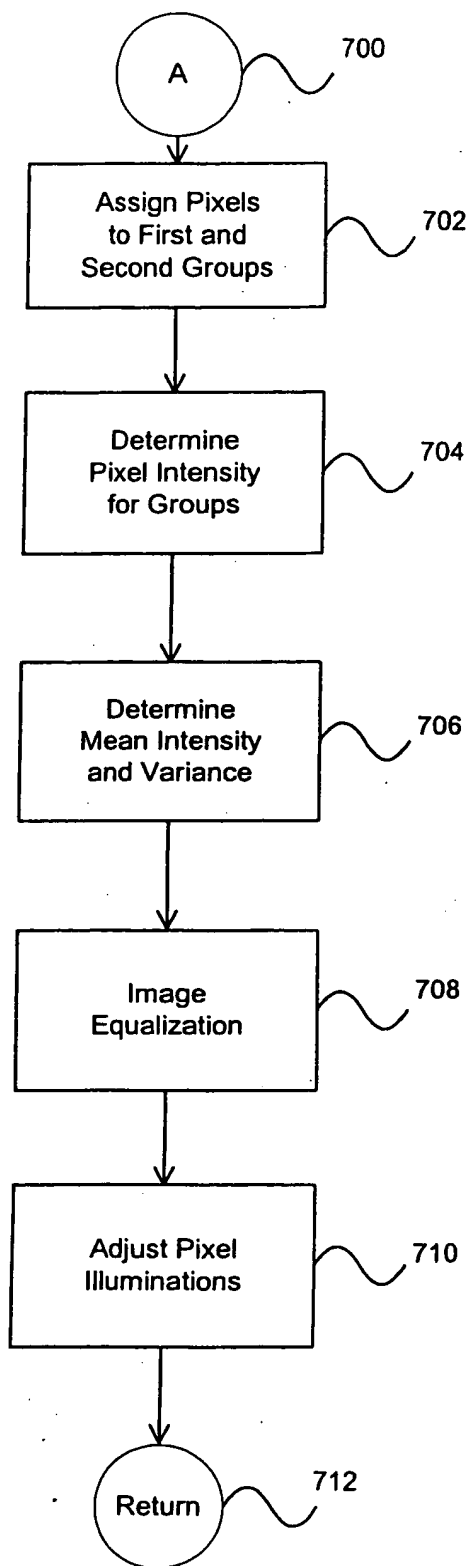 A
700
Assign Pixels
to First and
Second Groups
702
Determine
Pixel Intensity
for Groups
704
Determine
Mean Intensity
and Variance
706
Image
Equalization
708
Adjust Pixel
Illuminations
710
Return
712